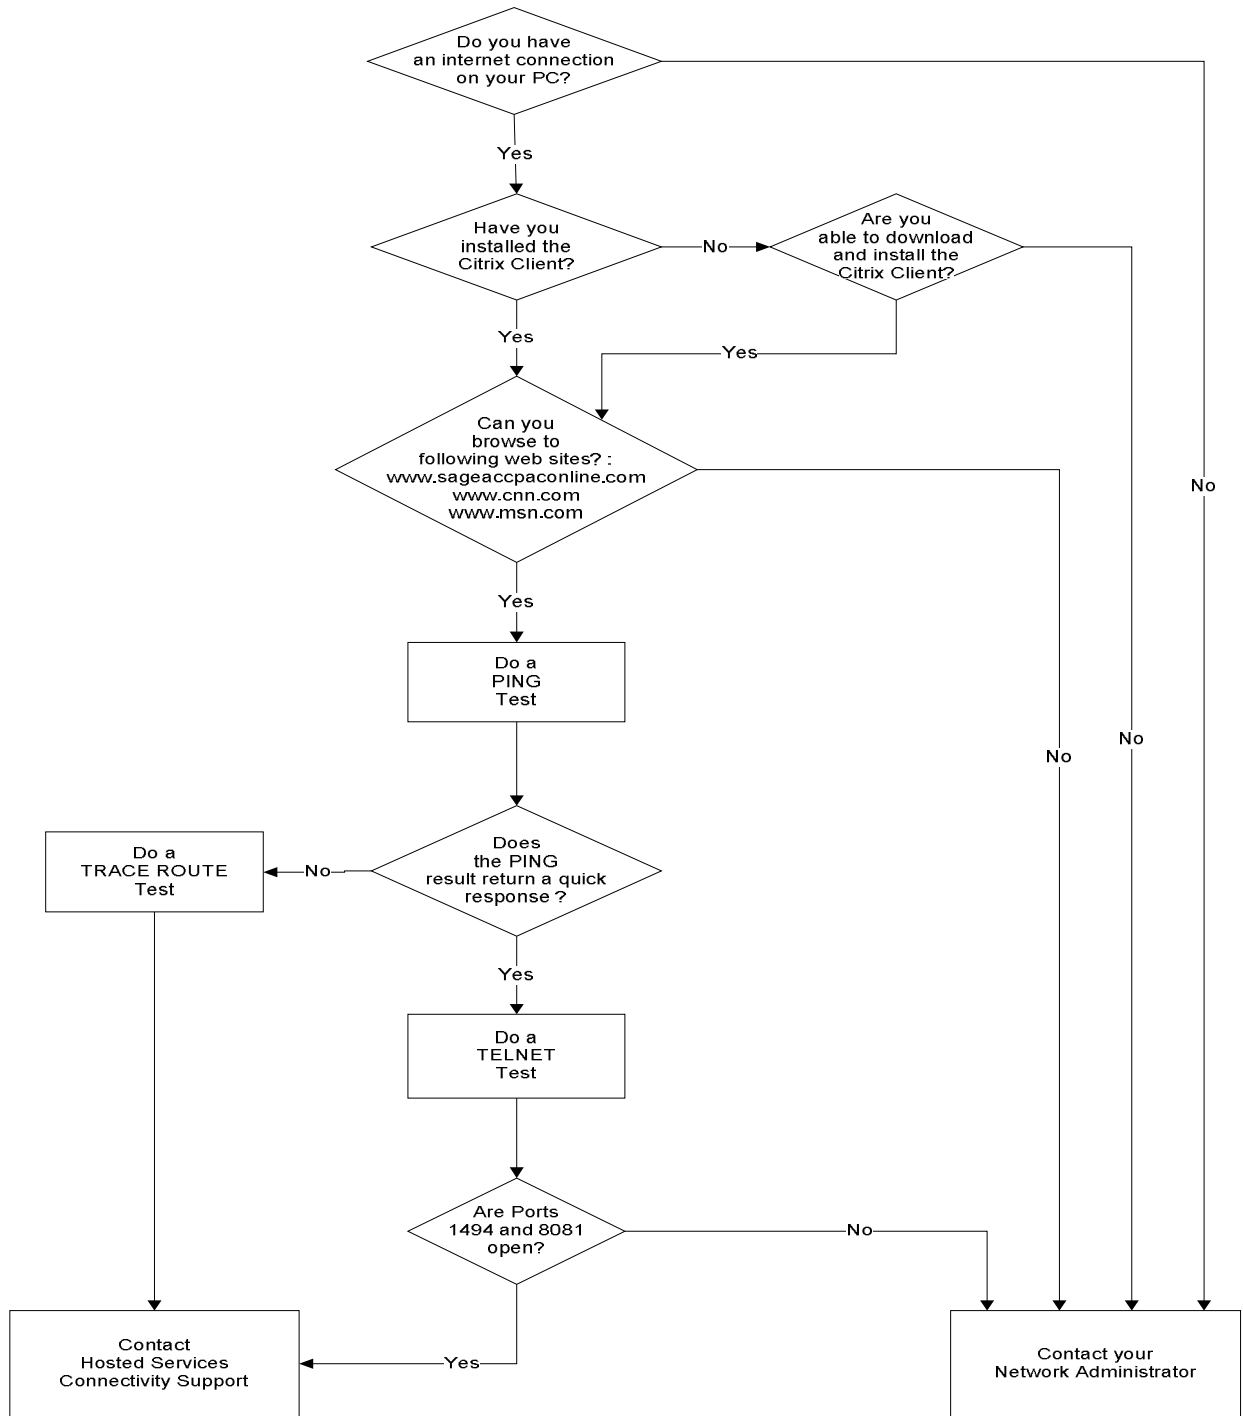 Do you have
an internet connection
on your PC?
Yes
Have you
installed the
Citrix Client?
No
Are you
able to download
and install the
Citrix Client?
Yes
Yes
Can you
browse to
following web sites? :
www.sageaccpaconline.com
www.cnn.com
www.msn.com
No
Yes
Do a
PING
Test
No
No
Does
the PING
result return a quick
response ?
No
Do a
TRACE ROUTE
Test
Yes
Do a
TELNET
Test
Are Ports
1494 and 8081
open?
No
Yes
Contact
Hosted Services
Connectivity Support
Contact your
Network Administrator